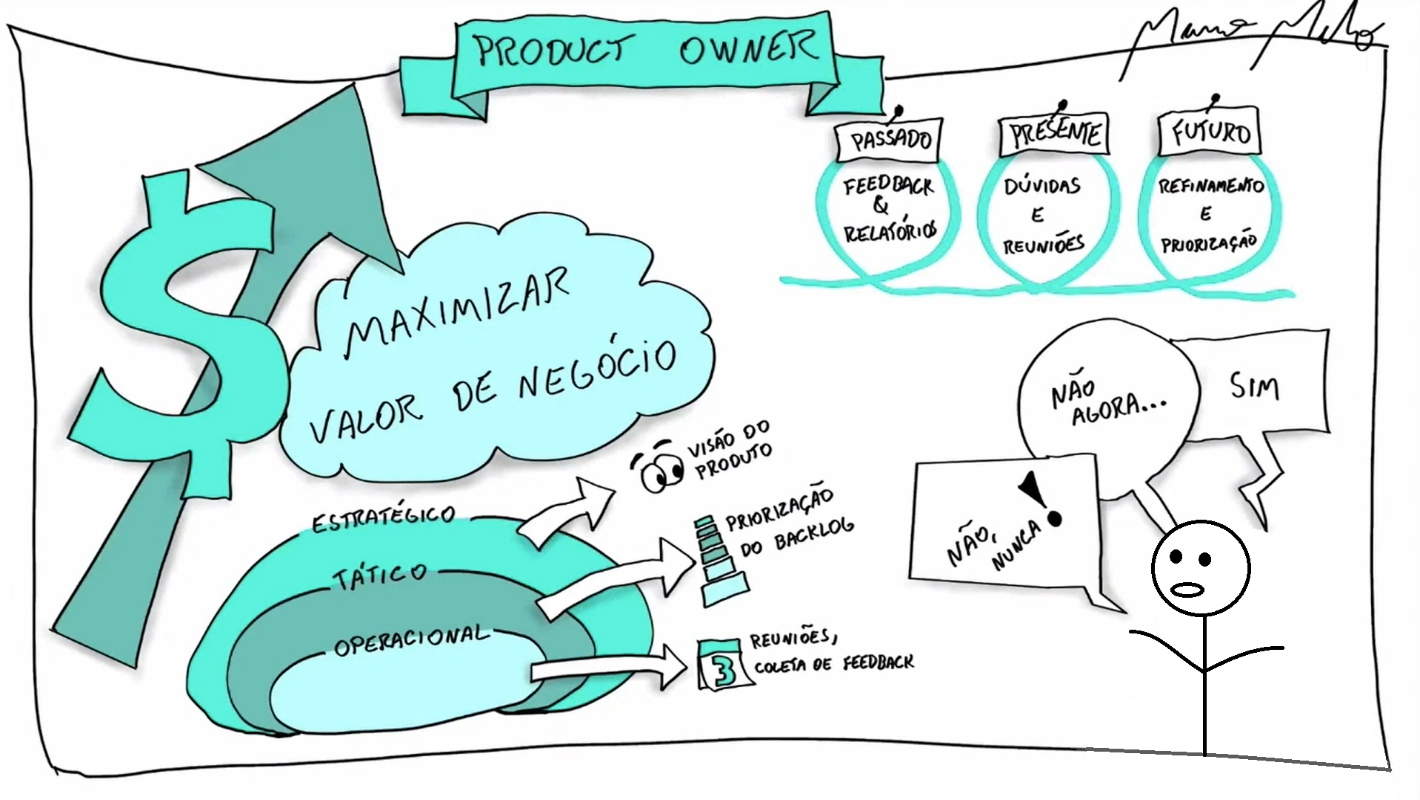 PRODUCT OWNER
PASSADO
FEEDBACK
&
RELATÓRIOS
PRESENTE
DÚVIDAS
E
REUNIÕES
FUTURO
REFINAMENTO
E
PRIORIZAÇÃO
$
MAXIMIZAR
VALOR DE NEGÓCIO
NÃO
AGORA...
SIM
NÃO,
NUNCA!
ESTRATÉGICO
VISÃO DO
PRODUTO
TÁTICO
PRIORIZAÇÃO
DO BACKLOG
OPERACIONAL
3
REUNIÕES,
COLETA DE FEEDBACK